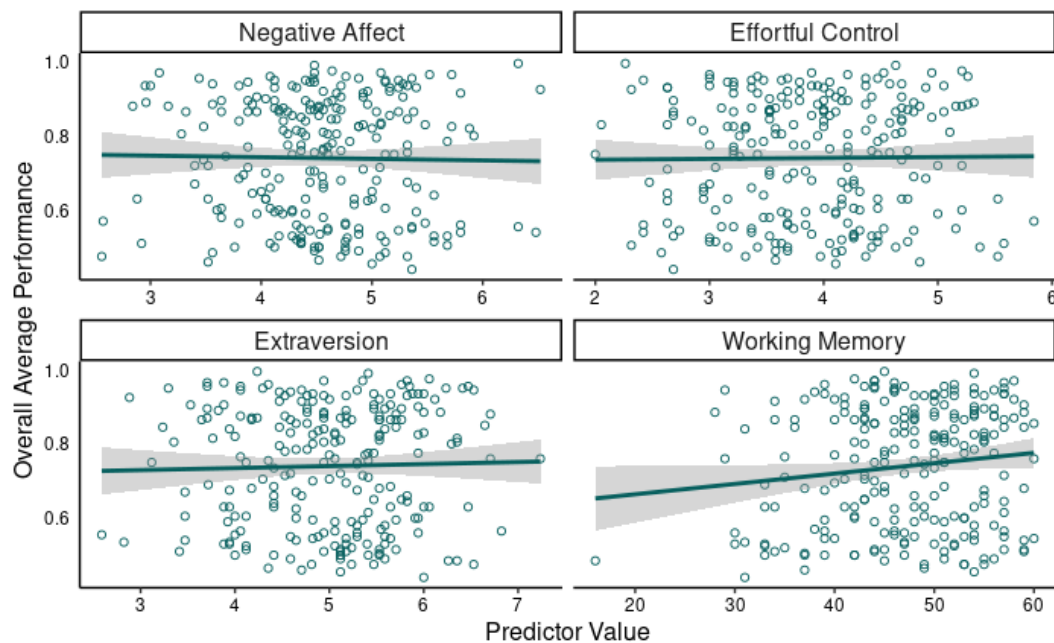 Negative Affect
Effortful Control
1.0
0.8
0.6
3 4 5 6
2 3 4 5 6
Overall Average Performance
Extraversion
Working Memory
1.0
0.8
0.6
3 4 5 6 7
20 30 40 50 60
Predictor Value